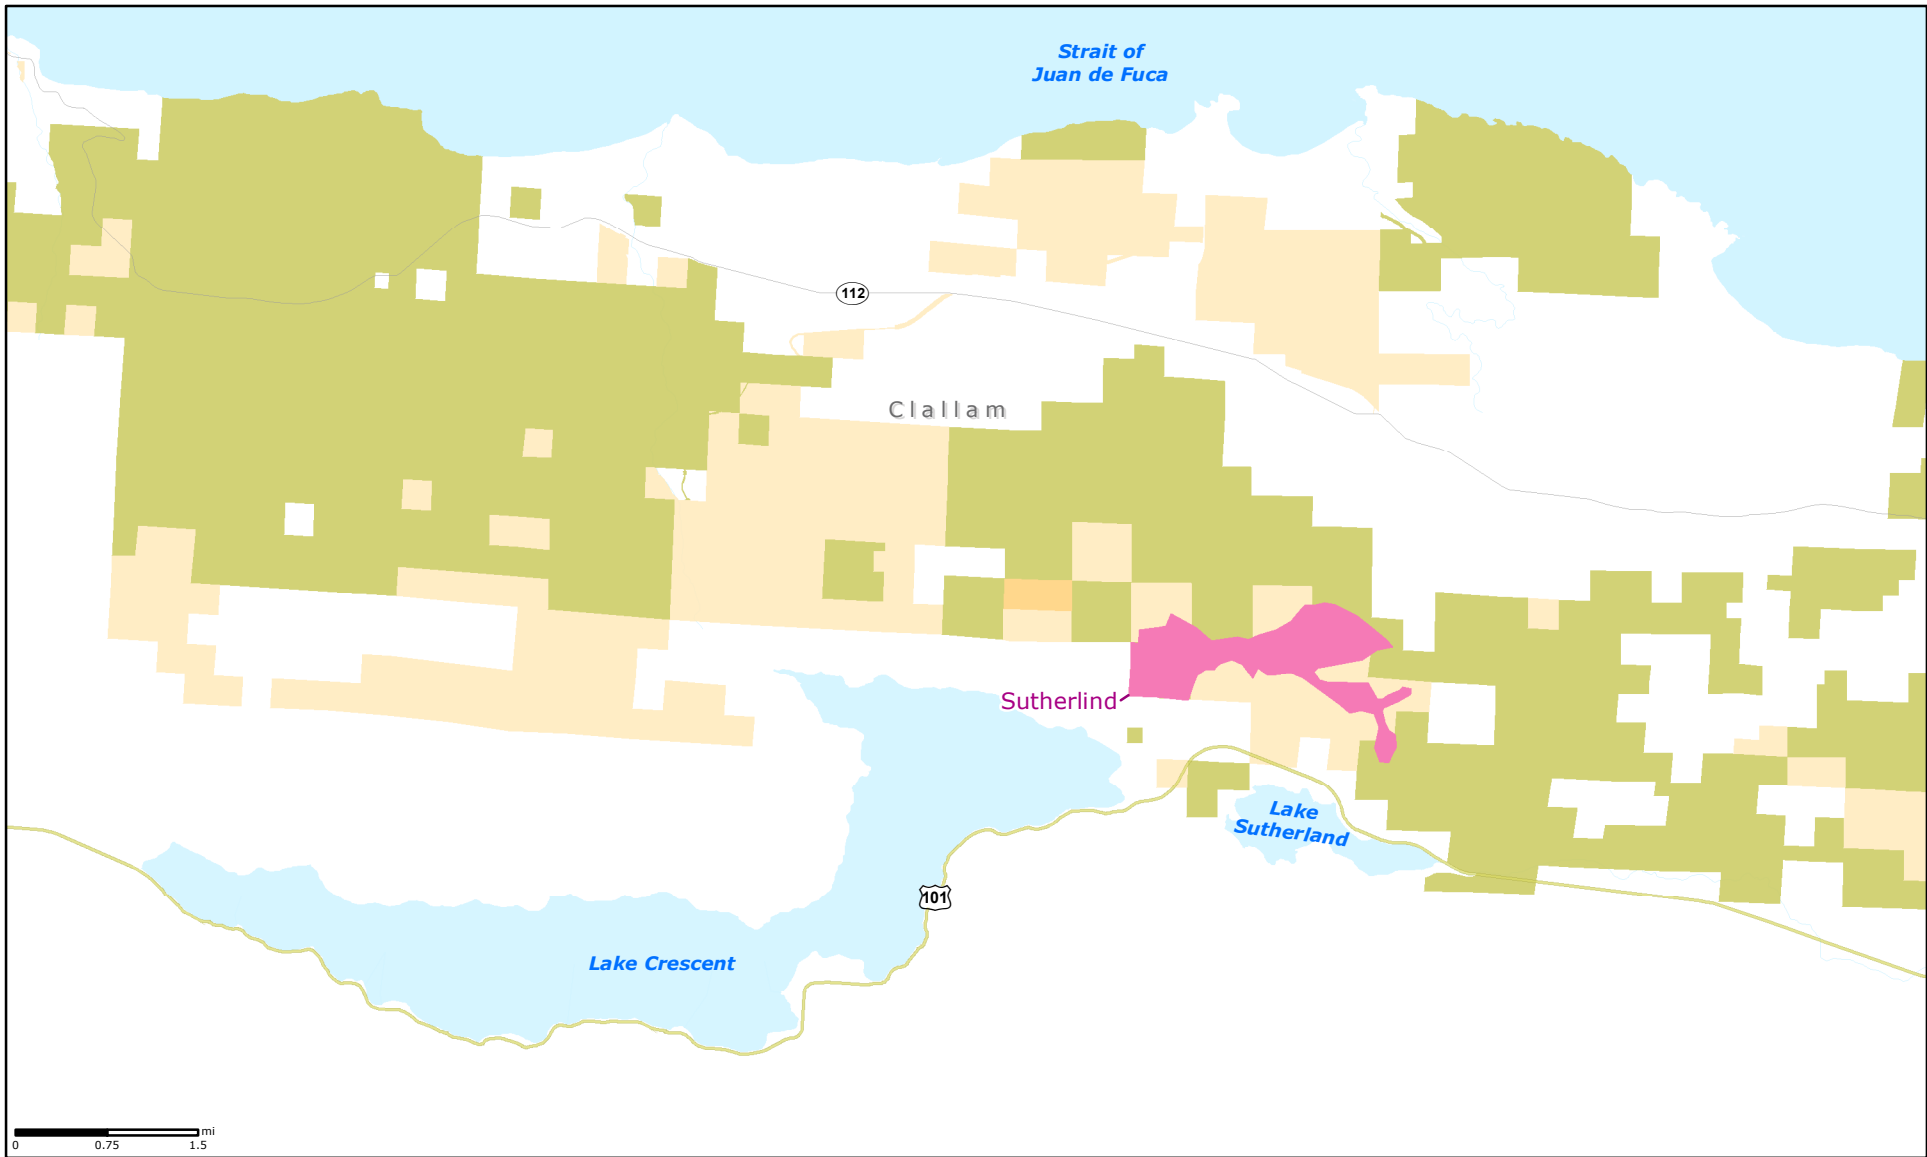 Strait of
Juan de Fuca
112
Clallam
Sutherlind
Lake
Sutherland
101
Lake Crescent
mi
0 0.75 1.5